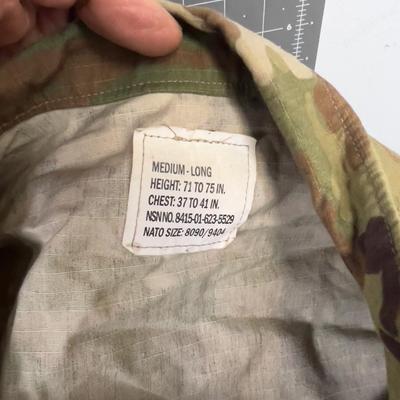 MEDIUM - LONG
HEIGHT: 71 TO 75 IN.
CHEST: 37 TO 41 IN.
NSN NO. 8415-01-623-5529
NATO SIZE: 8090/9404
6